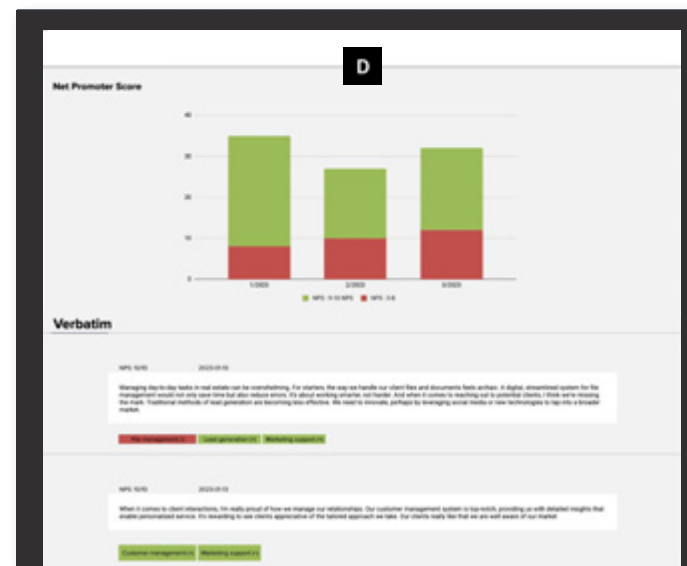 D
Net Promoter Score
40
30
20
10
0
1/2023 2/2023 3/2023
NPS
NPS
Verbatim
NPS 10/10 2023-01-
Managing day-to-day tasks in real estate can be overwhelming. For starters, the way we handle our client files and documents feels archaic. A digital, streamlined system for file
management would not only save time but also reduce errors. It's about working smarter, not harder. And when it comes to reaching out to potential clients, I think we're missing
the mark. Traditional methods of lead generation are becoming less effective. We need to innovate, perhaps by leveraging social media or new technologies to tap into a broader
market.
File management Lead generation (+) Marketing support (+)
NPS 10/10 2023-01-
When it comes to client interactions, I'm really proud of how we manage our relationships. Our customer management system is top-notch, providing us with detailed insights that
enable personalized service. It's rewarding to see clients appreciative of the tailored approach we take. Our clients really like that we are well aware of our market
Customer management (+) Marketing support (+)